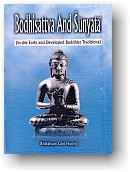 Bodhisattva And Sunyata
(In the Early and Developed Buddhist Traditions)